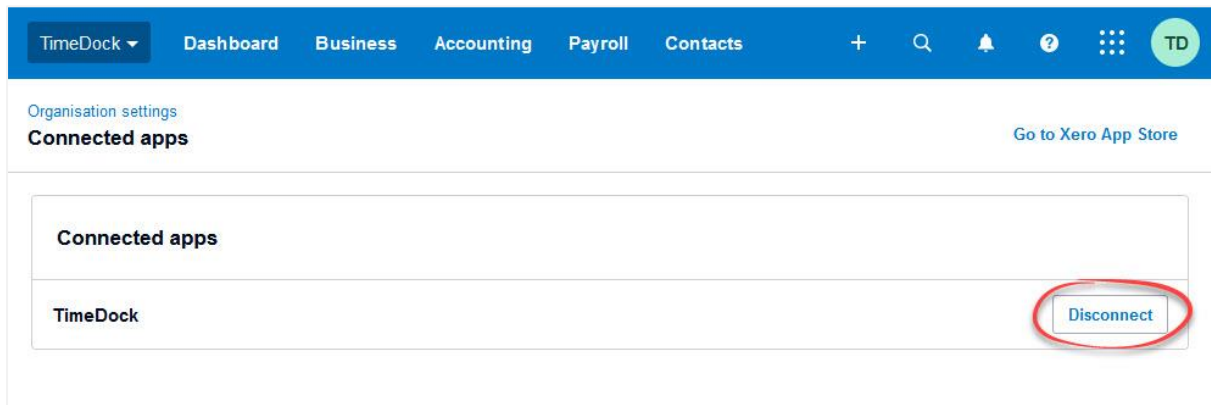 TimeDock Dashboard Business Accounting Payroll Contacts + ? TD
Organisation settings
Connected apps
Go to Xero App Store
Connected apps
TimeDock Disconnect